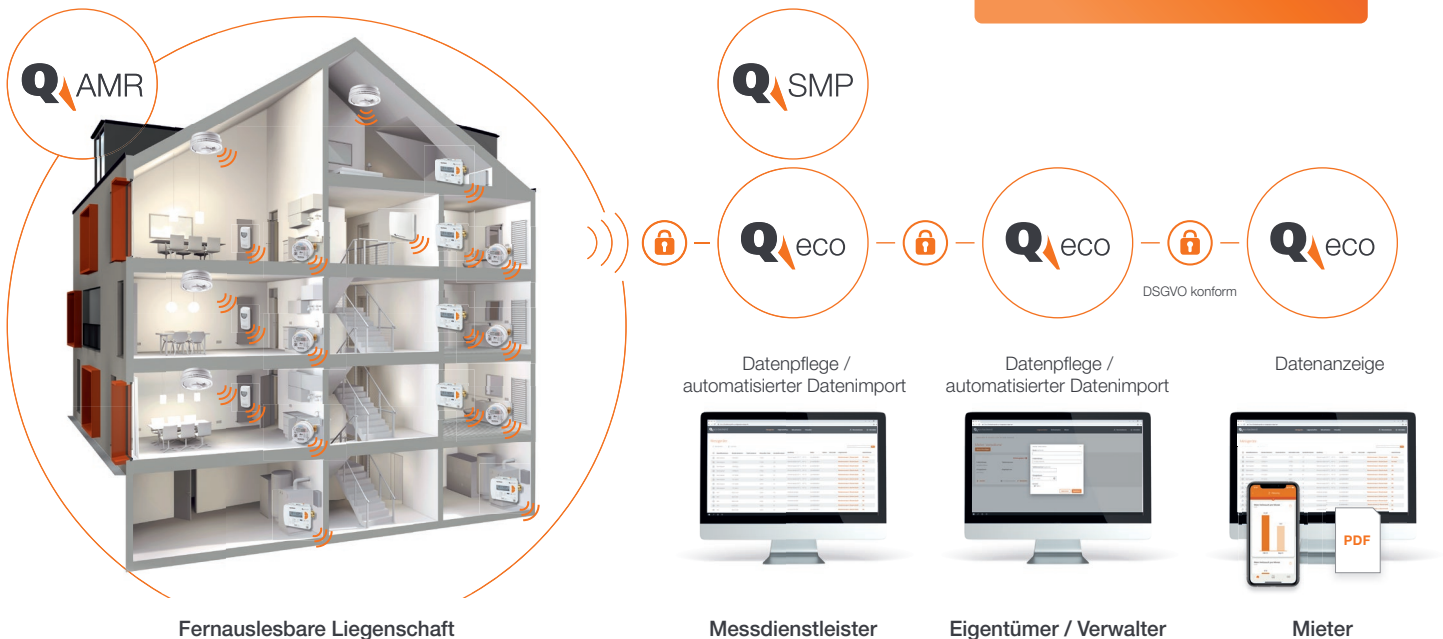 Q AMR
Q SMP
Q eco
Q eco
Q eco
DSGVO konform
Datenpflege /
automatisierter Datenimport
Datenpflege /
automatisierter Datenimport
Datenanzeige
PDF
Fernauslesbare Liegenschaft
Messdienstleister
Eigentümer / Verwalter
Mieter